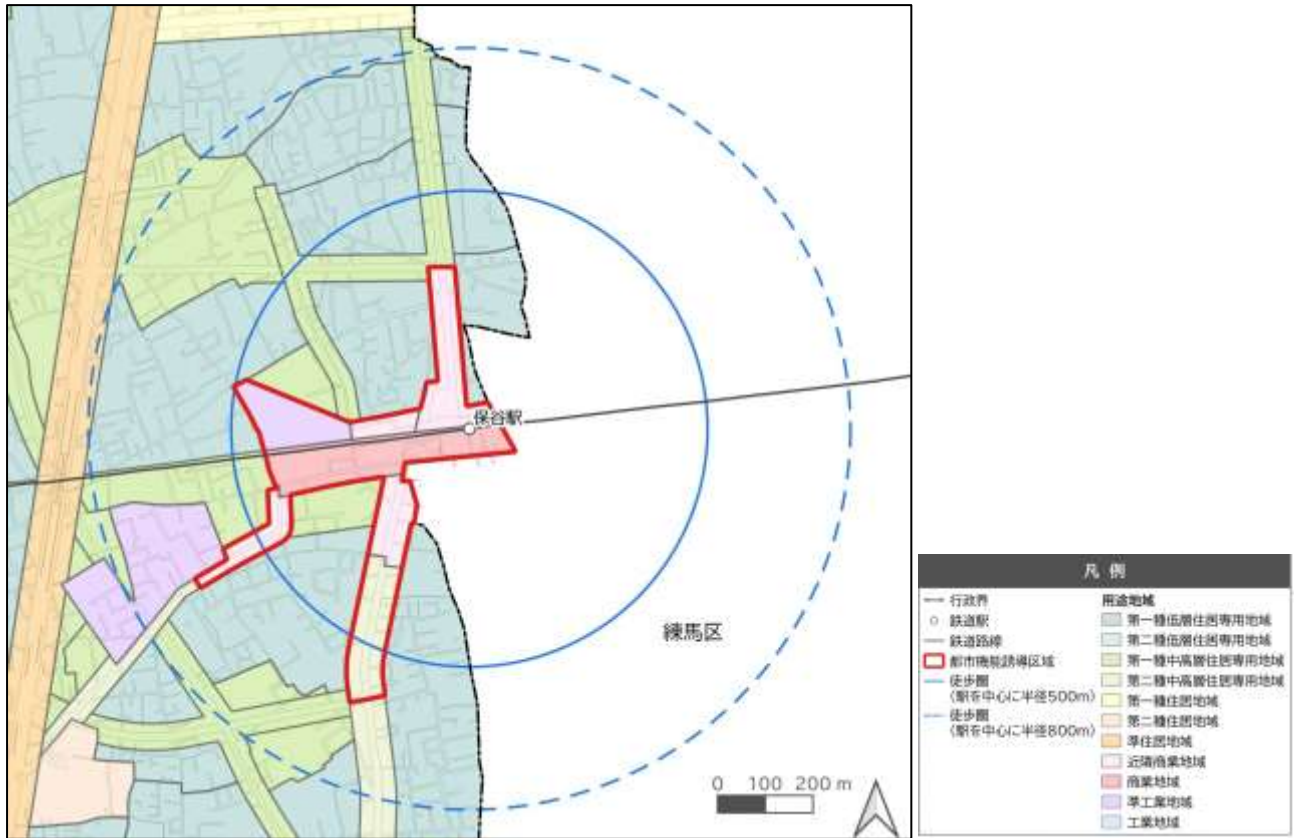 保谷駅
練馬区
0 100 200 m
凡 例
行政界
鉄道駅
鉄道路線
都市機能誘導区域
徒歩圏
(駅を中心に半径500m)
徒歩圏
(駅を中心に半径800m)
用途地域
第一種低層住居専用地域
第二種低層住居専用地域
第一種中高層住居専用地域
第二種中高層住居専用地域
第一種住居地域
第二種住居地域
準住居地域
近隣商業地域
商業地域
準工業地域
工業地域